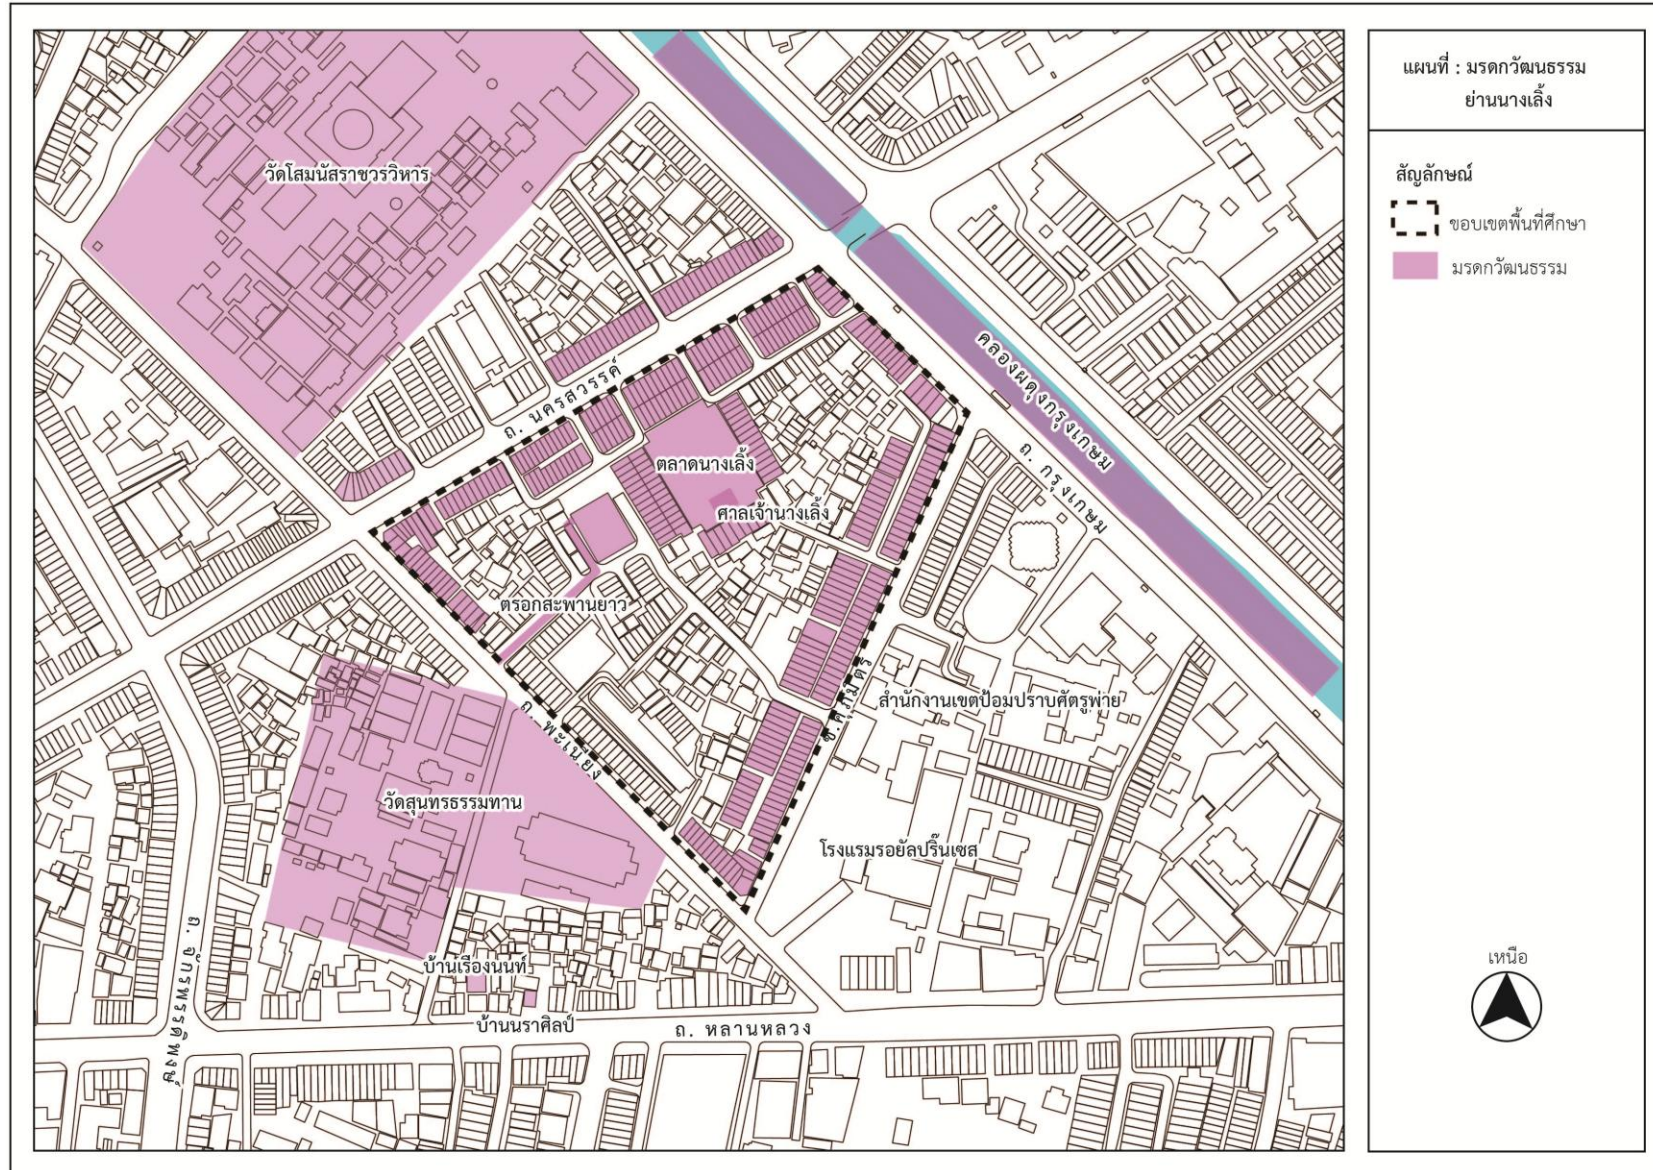 แผนที่ : มรดกวัฒนธรรม
ย่านนางเลิ้ง
สัญลักษณ์
ขอบเขตพื้นที่ศึกษา
มรดกวัฒนธรรม
เหนือ
วัดโสมนัสราชวรวิหาร
ถ. นครสวรรค์
คลองผดุงกรุงเกษม
ถ. กรุงเกษม
ตลาดนางเลิ้ง
ศาลเจ้านางเลิ้ง
ตรอกสะพานยาว
ซ.ศุภมิตร
สำนักงานเขตป้อมปราบศัตรูพ่าย
ถ. พะเนียง
วัดสุนทรธรรมทาน
โรงแรมรอยัลปริ๊นเซส
ถ. จักรพรรดิพงษ์
บ้านเรืองนนท์
บ้านนราศิลป์
ถ. หลานหลวง